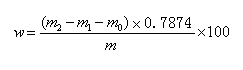 w = (m₂ − m₁ − m₀) × 0.7874 / m × 100